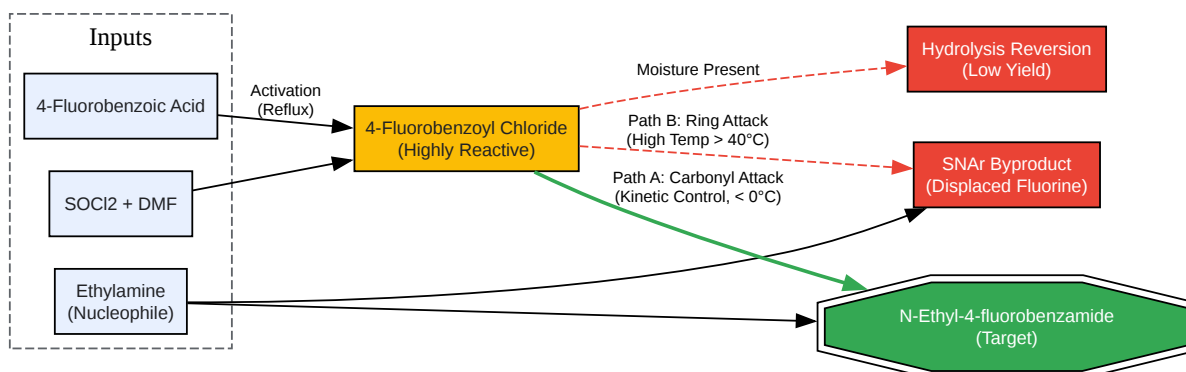 Inputs
4-Fluorobenzoic Acid
SOCl2 + DMF
Ethylamine
(Nucleophile)
Activation
(Reflux)
4-Fluorobenzoyl Chloride
(Highly Reactive)
Moisture Present
Path B: Ring Attack
(High Temp > 40°C)
Path A: Carbonyl Attack
(Kinetic Control, < 0°C)
Hydrolysis Reversion
(Low Yield)
SNAr Byproduct
(Displaced Fluorine)
N-Ethyl-4-fluorobenzamide
(Target)